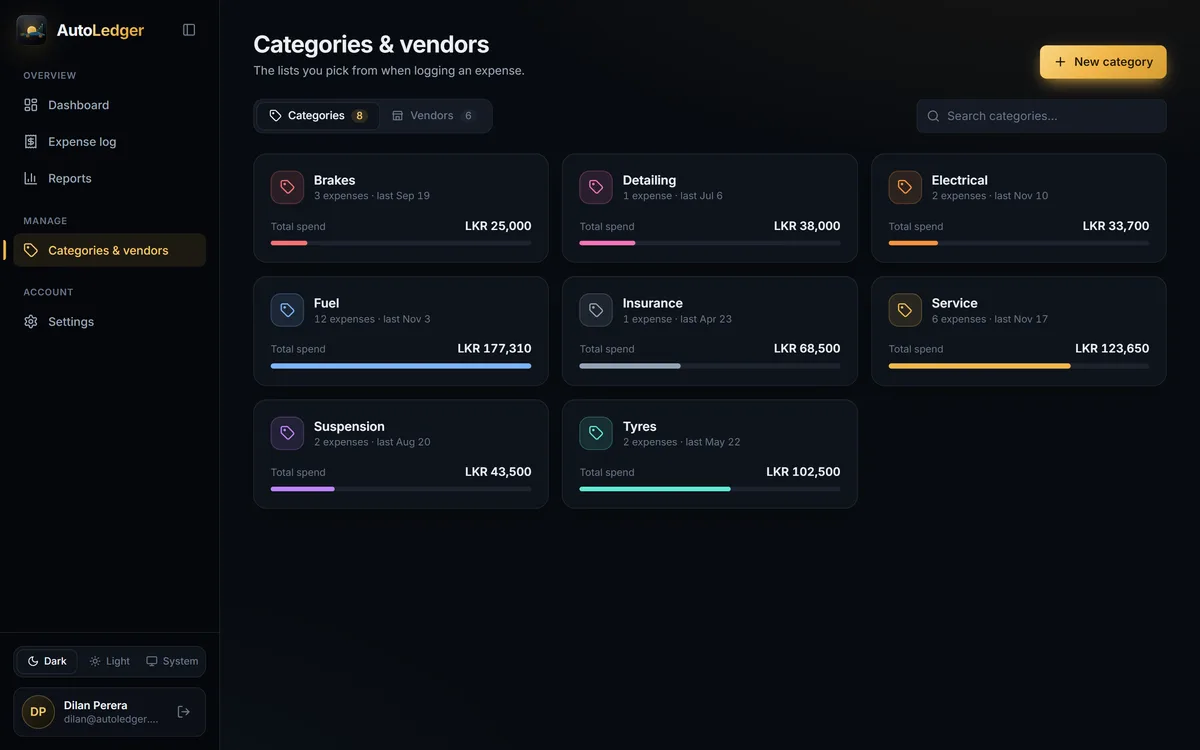 AutoLedger
OVERVIEW
Dashboard
Expense log
Reports
MANAGE
Categories & vendors
ACCOUNT
Settings
Dark Light System
DP
Dilan Perera
dilan@autoledger....
Categories & vendors
The lists you pick from when logging an expense.
+ New category
Categories 8 Vendors 6
Search categories...
Brakes
3 expenses · last Sep 19
Total spend LKR 25,000
Detailing
1 expense · last Jul 6
Total spend LKR 38,000
Electrical
2 expenses · last Nov 10
Total spend LKR 33,700
Fuel
12 expenses · last Nov 3
Total spend LKR 177,310
Insurance
1 expense · last Apr 23
Total spend LKR 68,500
Service
6 expenses · last Nov 17
Total spend LKR 123,650
Suspension
2 expenses · last Aug 20
Total spend LKR 43,500
Tyres
2 expenses · last May 22
Total spend LKR 102,500